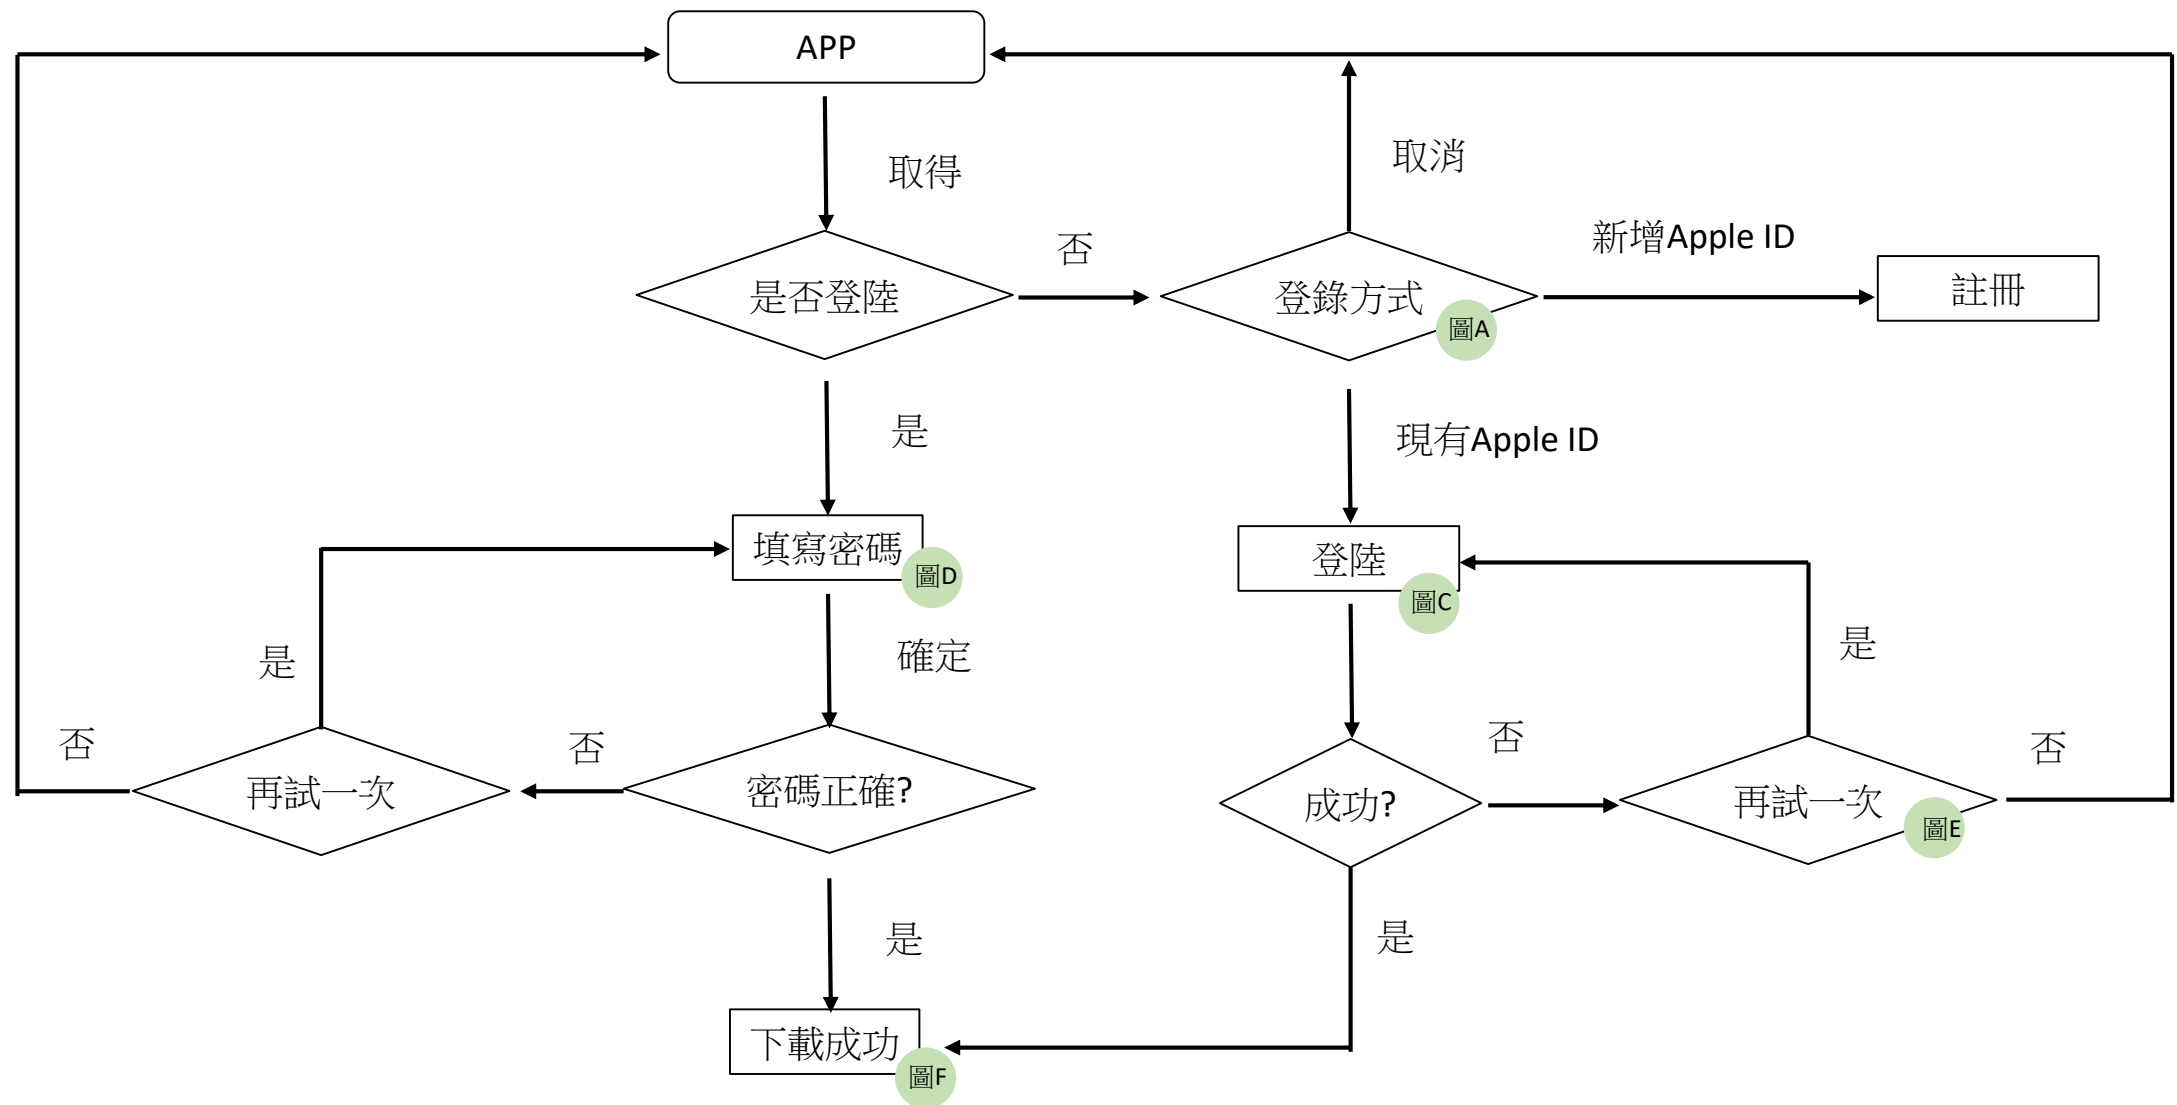 APP
取得
取消
新增Apple ID
否
是否登陸
登錄方式
圖A
註冊
是
現有Apple ID
填寫密碼
圖D
登陸
圖C
是
確定
是
否
否
否
否
再試一次
密碼正確?
成功?
再試一次
圖E
是
是
下載成功
圖F